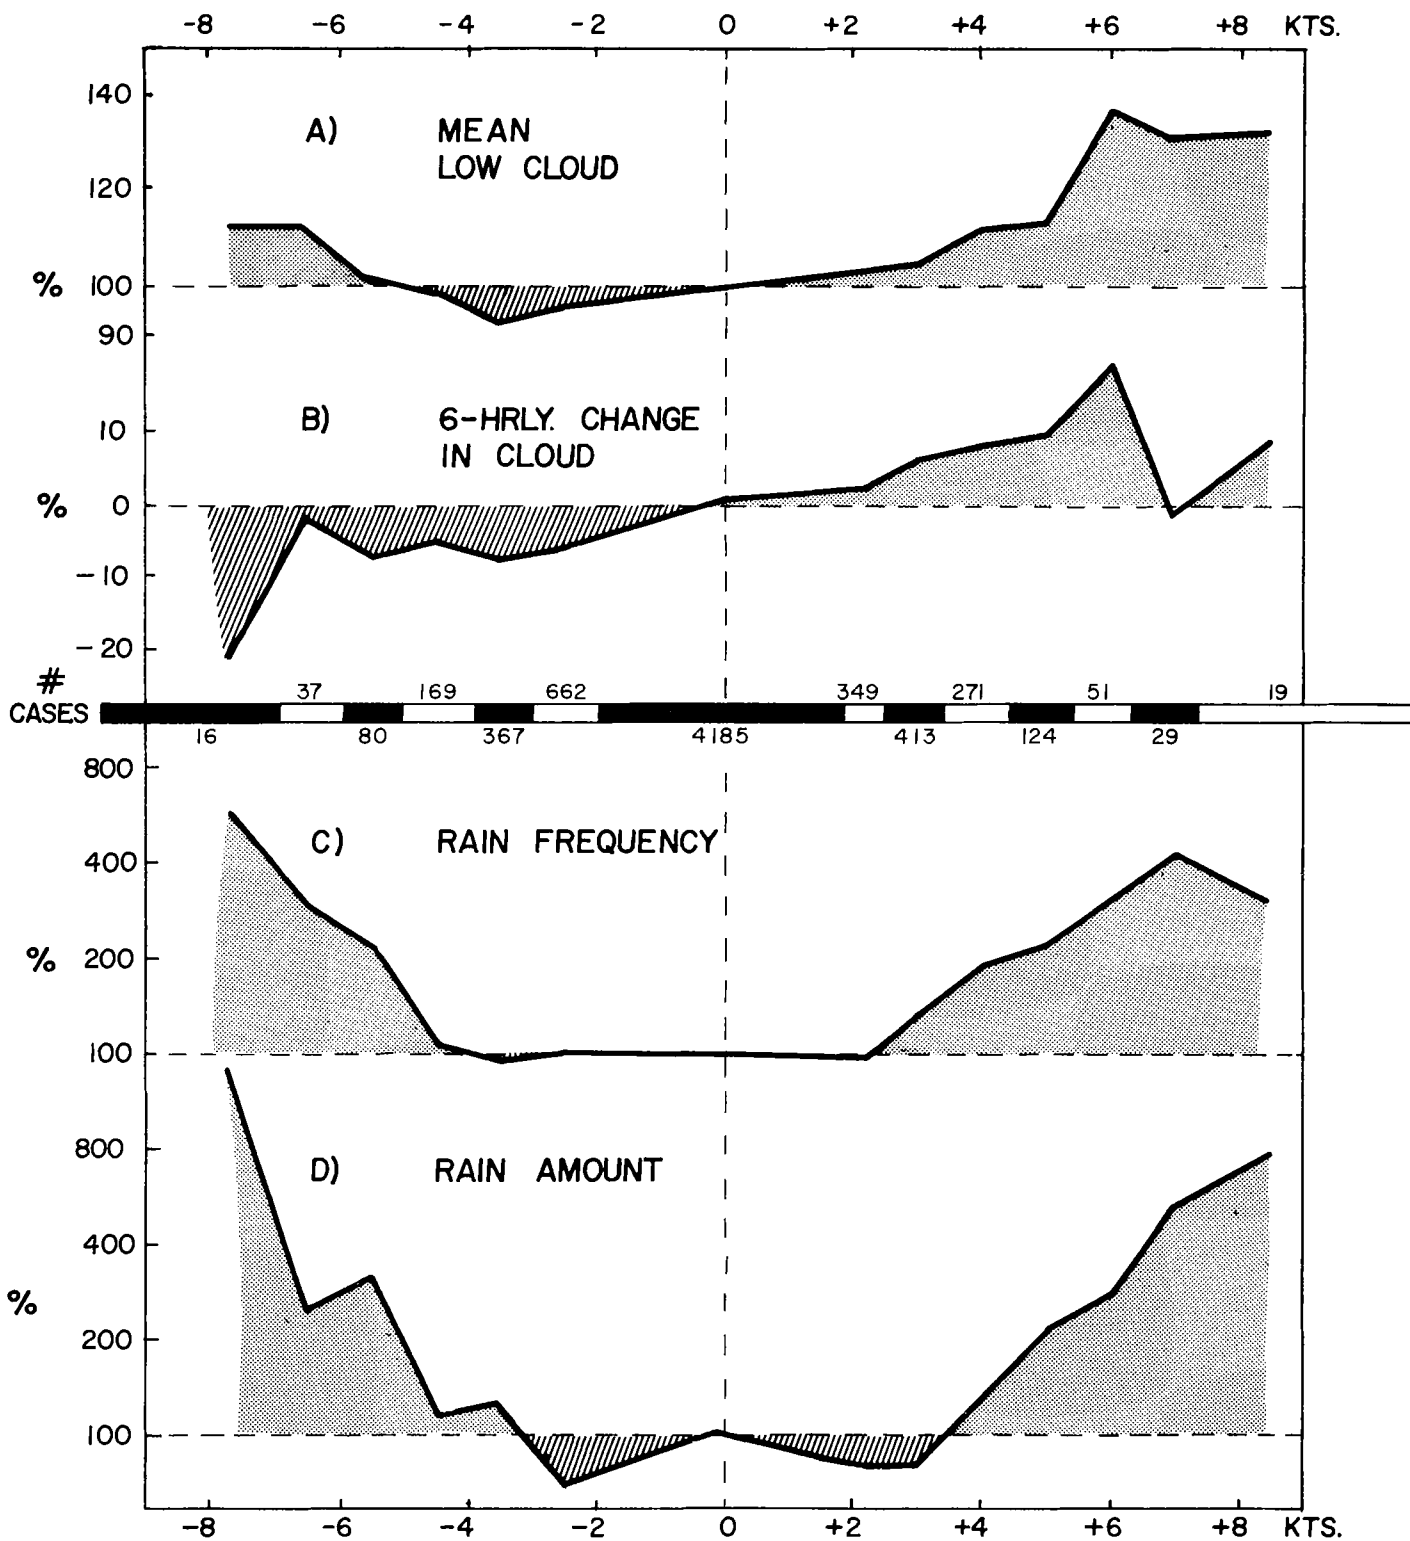 -8 -6 -4 -2 0 +2 +4 +6 +8 KTS.
140
A) MEAN
LOW CLOUD
120
% 100
90
B) 6-HRLY. CHANGE
IN CLOUD
10
% 0
-10
-20
#
CASES
37 169 662 349 271 51 19
16 80 367 4185 413 124 29
800
C) RAIN FREQUENCY
400
% 200
100
800
D) RAIN AMOUNT
400
%
200
100
-8 -6 -4 -2 0 +2 +4 +6 +8 KTS.